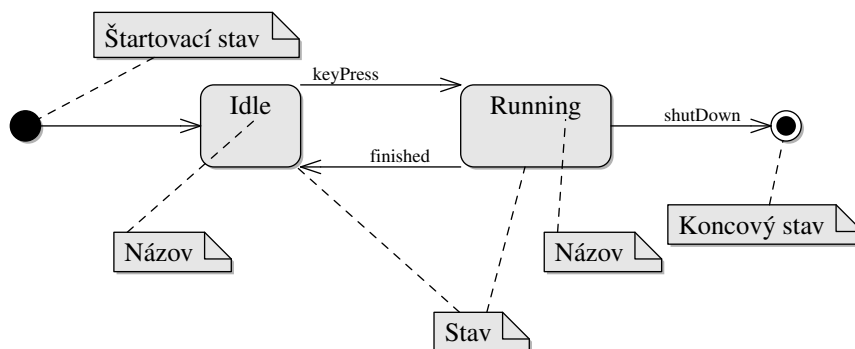 Štartovací stav
keyPress
Idle
Running
shutDown
finished
Koncový stav
Názov
Názov
Stav